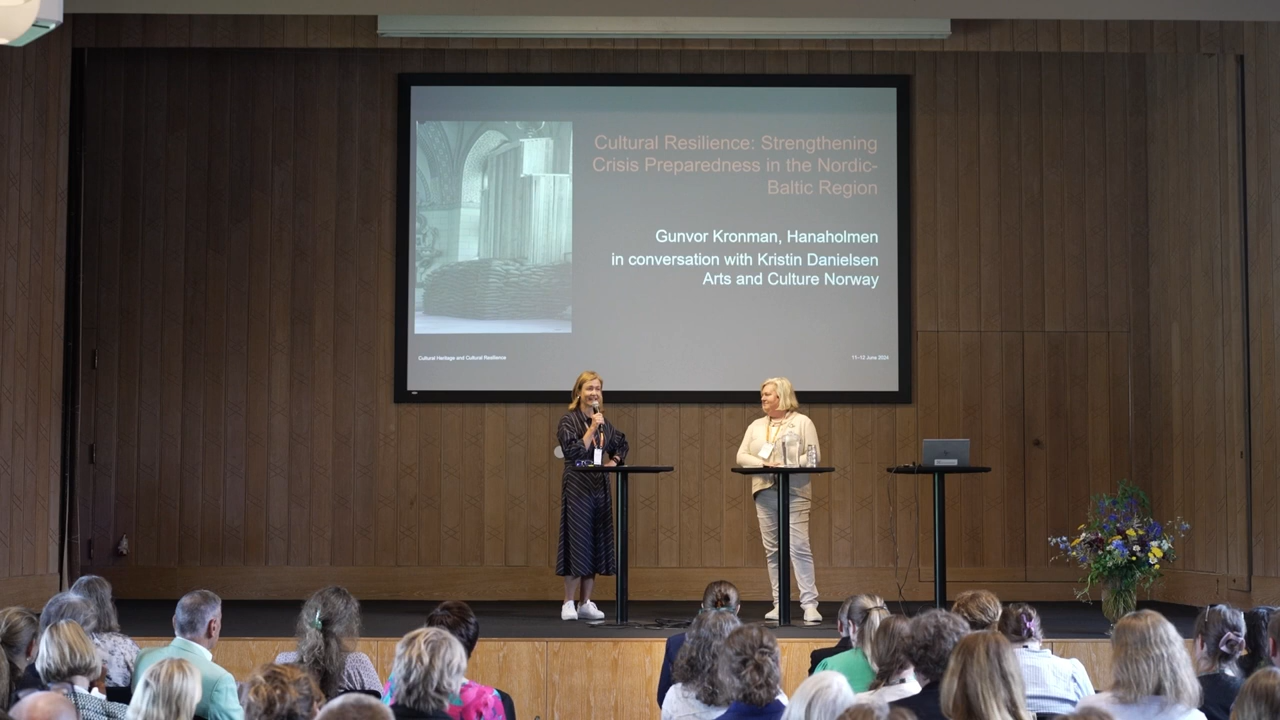 Cultural Resilience: Strengthening
Crisis Preparedness in the Nordic-
Baltic Region
Gunvor Kronman, Hanaholmen
in conversation with Kristin Danielsen
Arts and Culture Norway
Cultural Heritage and Cultural Resilience
11–12 June 2024